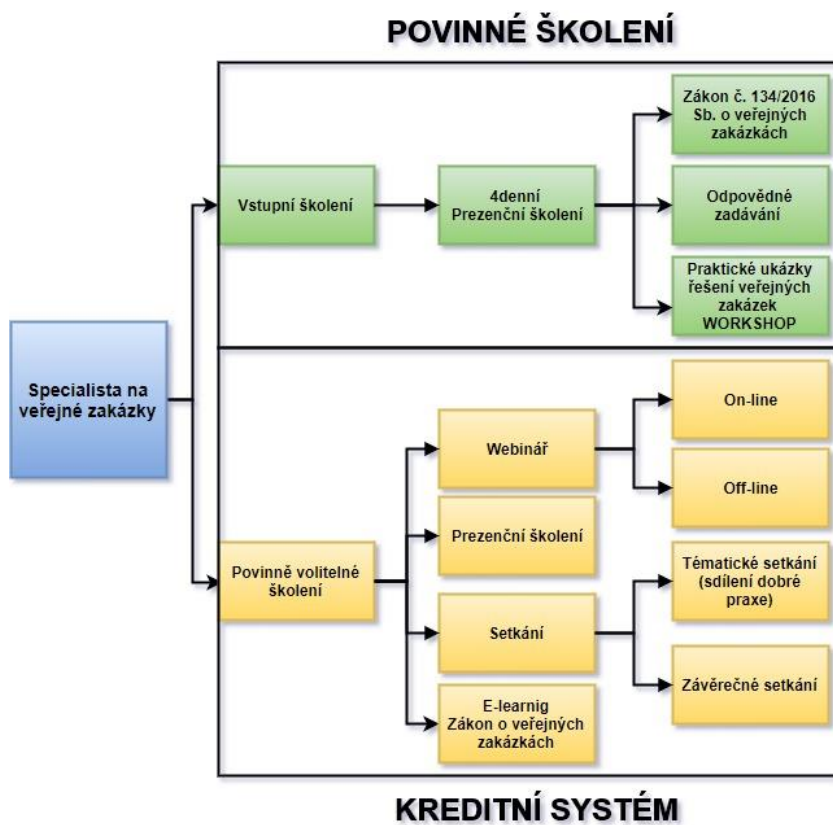 POVINNÉ ŠKOLENÍ
Zákon č. 134/2016
Sb. o veřejných
zakázkách
Vstupní školení
4denní
Prezenční školení
Odpovědné
zadávání
Praktické ukázky
řešení veřejných
zakázek
WORKSHOP
Specialista na
veřejné zakázky
On-line
Webinář
Off-line
Prezenční školení
Povinně volitelné
školení
Tématické setkání
(sdílení dobré
praxe)
Setkání
Závěrečné setkání
E-learnig
Zákon o veřejných
zakázkách
KREDITNÍ SYSTÉM